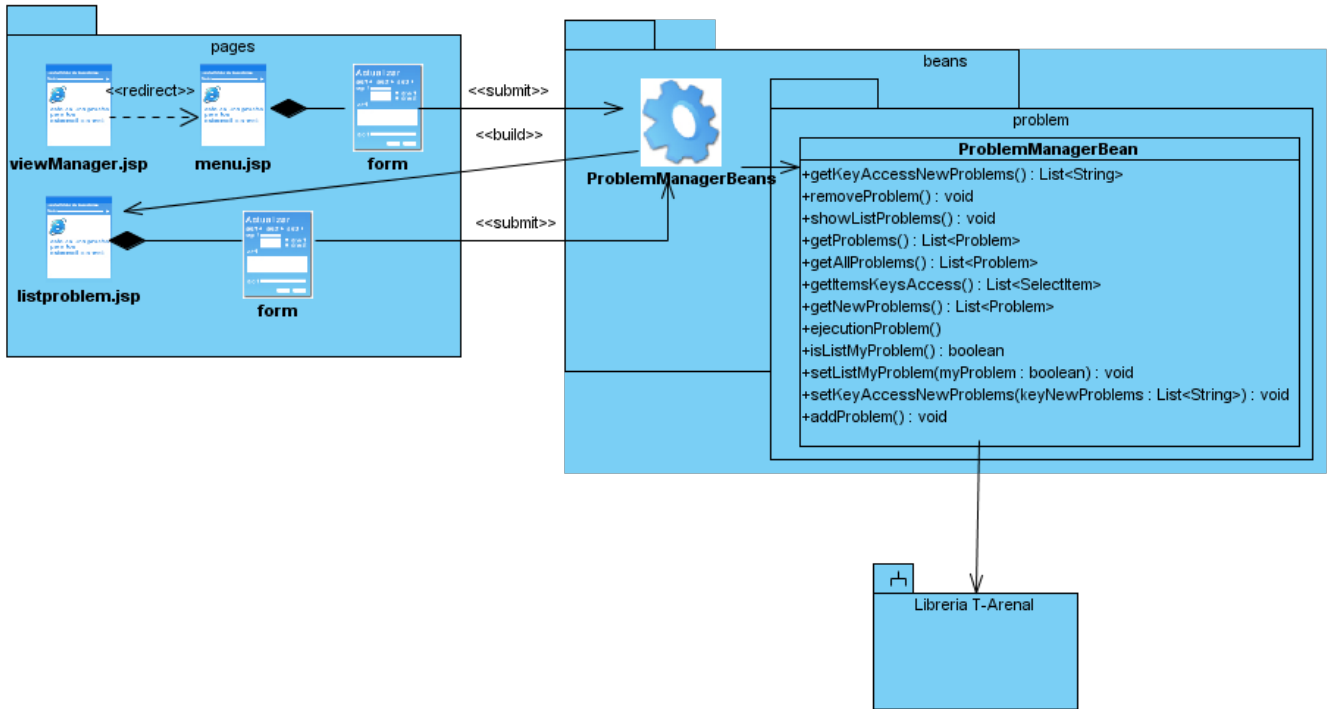 pages
<<redirect>>
viewManager.jsp
menu.jsp
Actualizar
form
<<submit>>
<<build>>
<<submit>>
listproblem.jsp
Actualizar
form
beans
ProblemManagerBeans
problem
ProblemManagerBean
+getKeyAccessNewProblems() : List<String>
+removeProblem() : void
+showListProblems() : void
+getProblems() : List<Problem>
+getAllProblems() : List<Problem>
+getItemsKeysAccess() : List<SelectItem>
+getNewProblems() : List<Problem>
+ejecutionProblem()
+isListMyProblem() : boolean
+setListMyProblem(myProblem : boolean) : void
+setKeyAccessNewProblems(keyNewProblems : List<String>) : void
+addProblem() : void
Libreria T-Arenal